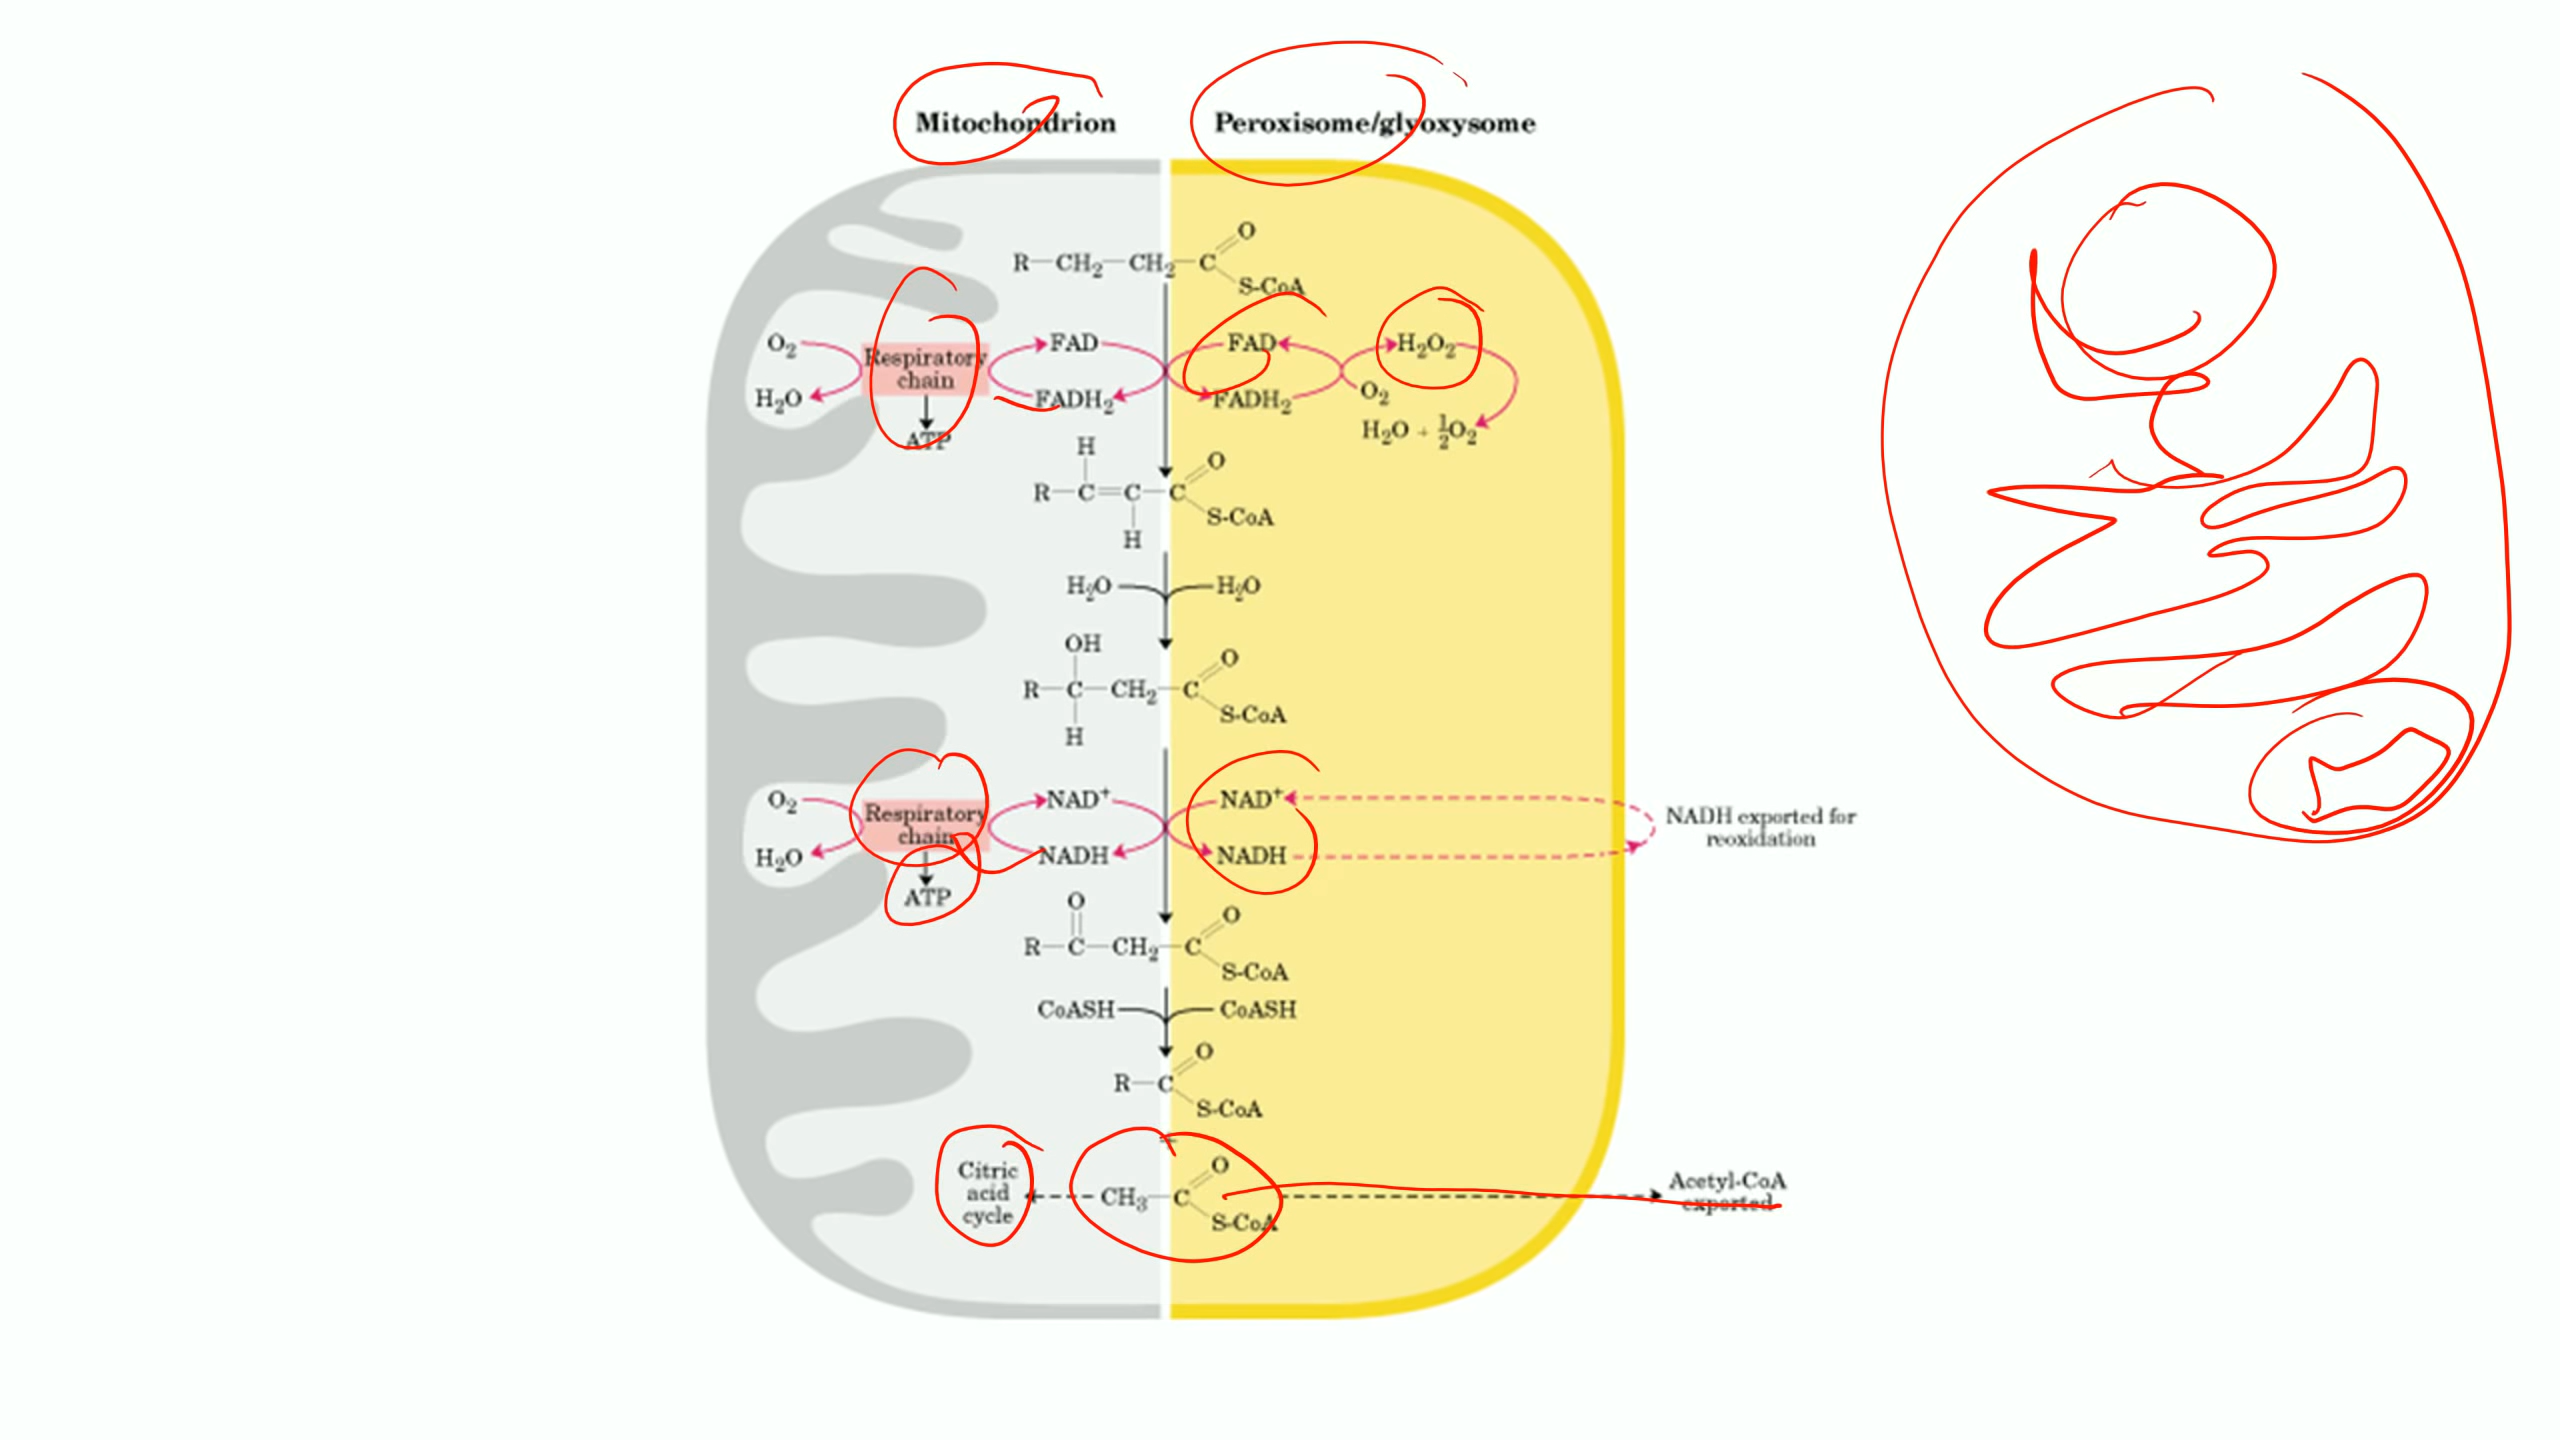 Mitochondrion
Peroxisome/glyoxysome
R—CH₂—CH₂—C
O
S-CoA
O₂
H₂O
Respiratory
chain
ATP
FAD
FADH₂
FAD
FADH₂
H₂O₂
O₂
H₂O + ½O₂
H
R—C=C—C
H
O
S-CoA
H₂O
H₂O
OH
R—C—CH₂—C
H
O
S-CoA
O₂
H₂O
Respiratory
chain
ATP
NAD⁺
NADH
NAD⁺
NADH
NADH exported for
reoxidation
O
R—C—CH₂—C
O
S-CoA
CoASH
CoASH
R—C
O
S-CoA
+
Citric
acid
cycle
CH₃—C
O
S-CoA
Acetyl-CoA
exported